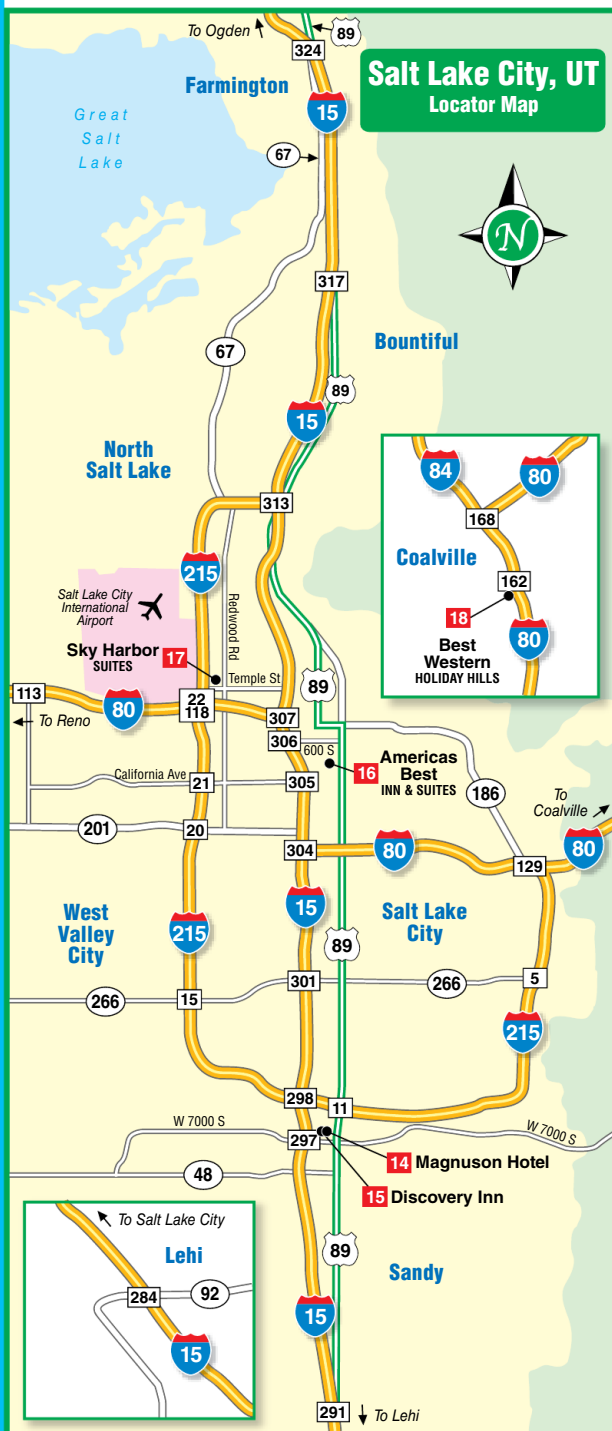 To Ogden
89
324
Salt Lake City, UT
Locator Map
Farmington
15
Great
Salt
Lake
67
N
317
Bountiful
67
89
15
North
Salt Lake
313
84
80
168
Coalville
162
18
Best
Western
HOLIDAY HILLS
80
215
Salt Lake City
International
Airport
Redwood Rd
Sky Harbor
SUITES
17
Temple St
89
113
80
22
118
307
To Reno
306
600 S
16
Americas
Best
INN & SUITES
California Ave
21
305
186
To
Coalville
201
20
304
80
129
80
West
Valley
City
215
15
Salt Lake
City
89
301
266
5
266
15
215
298
11
W 7000 S
297
W 7000 S
14
Magnuson Hotel
48
15
Discovery Inn
To Salt Lake City
Lehi
284
92
15
89
Sandy
15
291
To Lehi